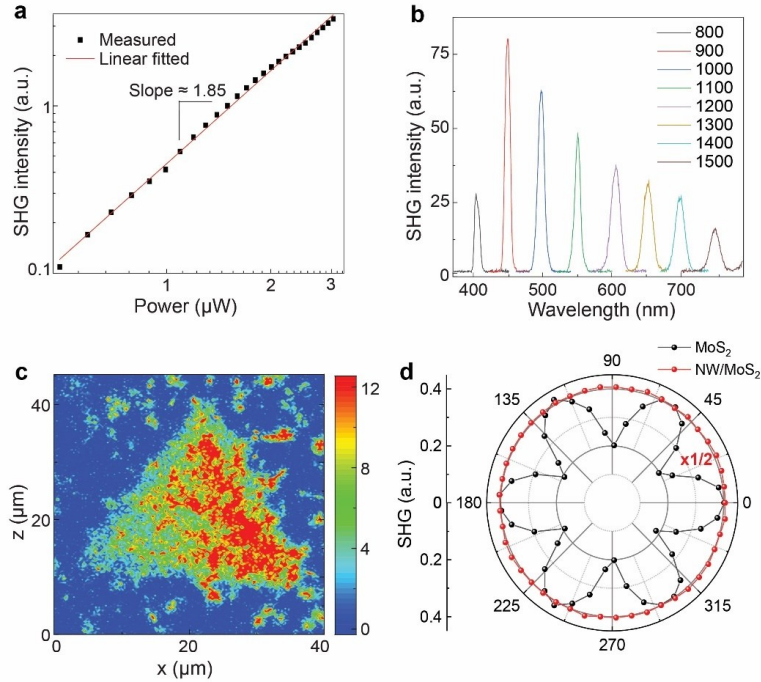 a
SHG intensity (a.u.)
Measured
Linear fitted
Slope ≈ 1.85
1
0.1
1
2
3
Power (µW)
b
SHG intensity (a.u.)
75
50
25
0
800
900
1000
1100
1200
1300
1400
1500
400
500
600
700
Wavelength (nm)
c
z (µm)
40
20
0
0
20
40
x (µm)
12
8
4
0
d
MoS₂
NW/MoS₂
SHG (a.u.)
0.4
0.2
0
0.2
0.4
90
135
45
x1/2
180
0
225
315
270